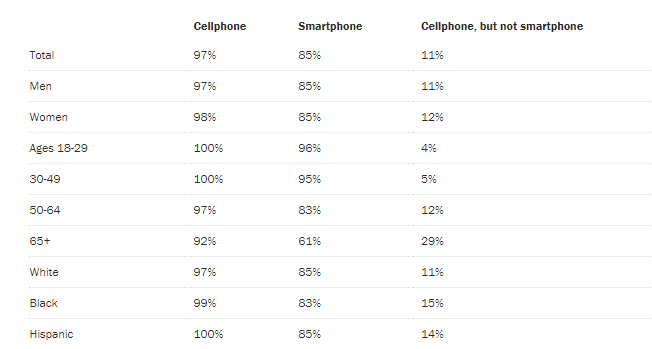 Cellphone Smartphone Cellphone, but not smartphone
Total 97% 85% 11%
Men 97% 85% 11%
Women 98% 85% 12%
Ages 18-29 100% 96% 4%
30-49 100% 95% 5%
50-64 97% 83% 12%
65+ 92% 61% 29%
White 97% 85% 11%
Black 99% 83% 15%
Hispanic 100% 85% 14%